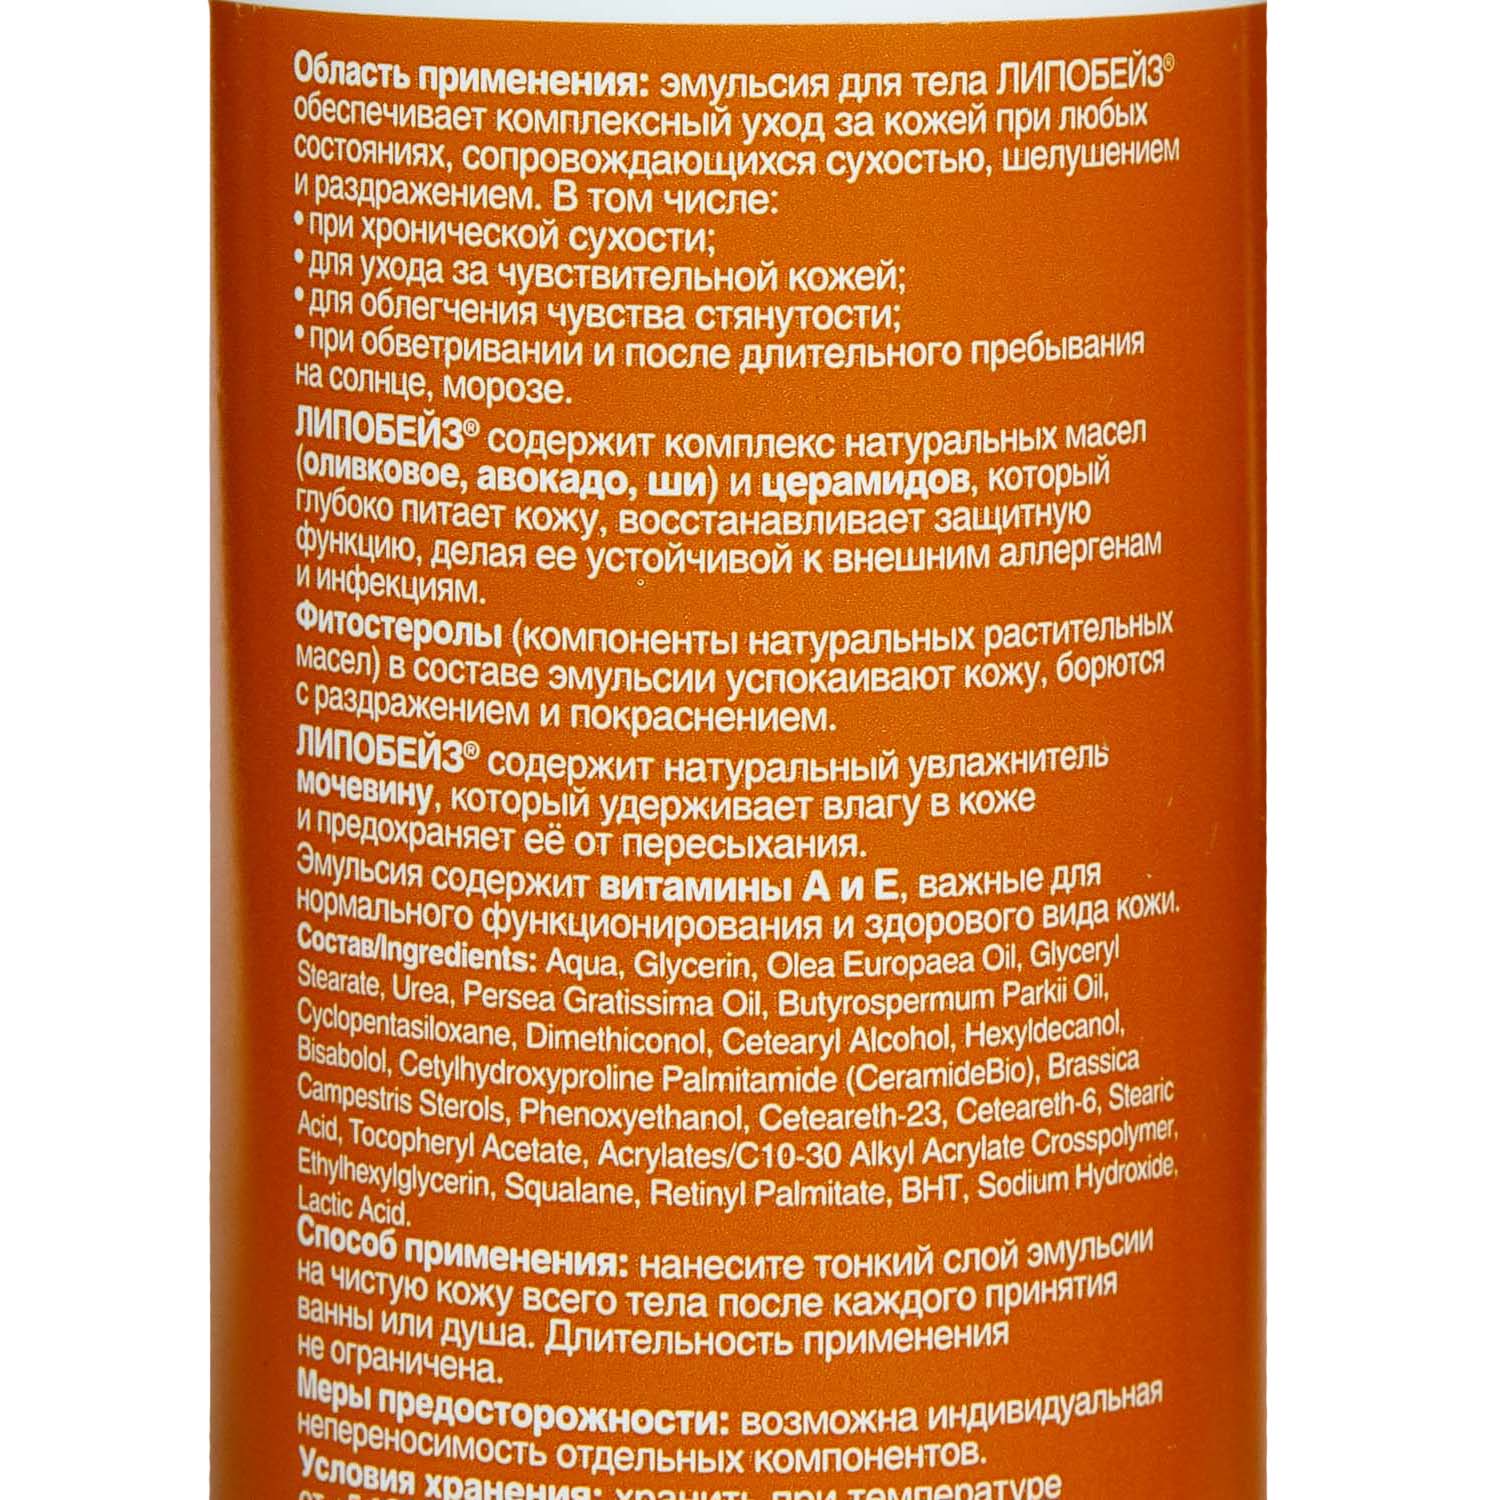 Область применения: эмульсия для тела ЛИПОБЕЙЗ®
обеспечивает комплексный уход за кожей при любых
состояниях, сопровождающихся сухостью, шелушением
и раздражением. В том числе:
• при хронической сухости;
• для ухода за чувствительной кожей;
• для облегчения чувства стянутости;
• при обветривании и после длительного пребывания
на солнце, морозе.
ЛИПОБЕЙЗ® содержит комплекс натуральных масел
(оливковое, авокадо, ши) и церамидов, который
глубоко питает кожу, восстанавливает защитную
функцию, делая ее устойчивой к внешним аллергенам
и инфекциям.
Фитостеролы (компоненты натуральных растительных
масел) в составе эмульсии успокаивают кожу, борются
с раздражением и покраснением.
ЛИПОБЕЙЗ® содержит натуральный увлажнитель
мочевину, который удерживает влагу в коже
и предохраняет её от пересыхания.
Эмульсия содержит витамины А и Е, важные для
нормального функционирования и здорового вида кожи.
Состав/Ingredients: Aqua, Glycerin, Olea Europaea Oil, Glyceryl
Stearate, Urea, Persea Gratissima Oil, Butyrospermum Parkii Oil,
Cyclopentasiloxane, Dimethiconol, Cetearyl Alcohol, Hexyldecanol,
Bisabolol, Cetylhydroxyproline Palmitamide (CeramideBio), Brassica
Campestris Sterols, Phenoxyethanol, Ceteareth-23, Ceteareth-6, Stearic
Acid, Tocopheryl Acetate, Acrylates/C10-30 Alkyl Acrylate Crosspolymer,
Ethylhexylglycerin, Squalane, Retinyl Palmitate, BHT, Sodium Hydroxide,
Lactic Acid.
Способ применения: нанесите тонкий слой эмульсии
на чистую кожу всего тела после каждого принятия
ванны или душа. Длительность применения
не ограничена.
Меры предосторожности: возможна индивидуальная
непереносимость отдельных компонентов.
Условия хранения: хранить при температуре